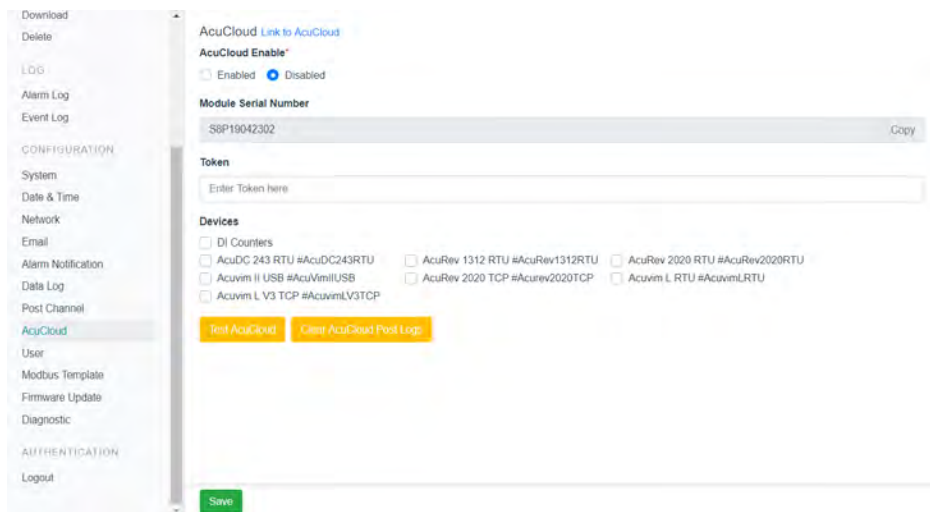 Download
Delete
LOG
Alarm Log
Event Log
CONFIGURATION
System
Date & Time
Network
Email
Alarm Notification
Data Log
Post Channel
AcuCloud
User
Modbus Template
Firmware Update
Diagnostic
AUTHENTICATION
Logout
AcuCloud Link to AcuCloud
AcuCloud Enable*
Enabled Disabled
Module Serial Number
S8P19042302 Copy
Token
Enter Token here
Devices
DI Counters
AcuDC 243 RTU #AcuDC243RTU AcuRev 1312 RTU #AcuRev1312RTU AcuRev 2020 RTU #AcuRev2020RTU
Acuvim II USB #AcuVimIIUSB AcuRev 2020 TCP #Acurev2020TCP Acuvim L RTU #AcuvimLRTU
Acuvim L V3 TCP #AcuvimLV3TCP
Test AcuCloud Clear AcuCloud Post Logs
Save